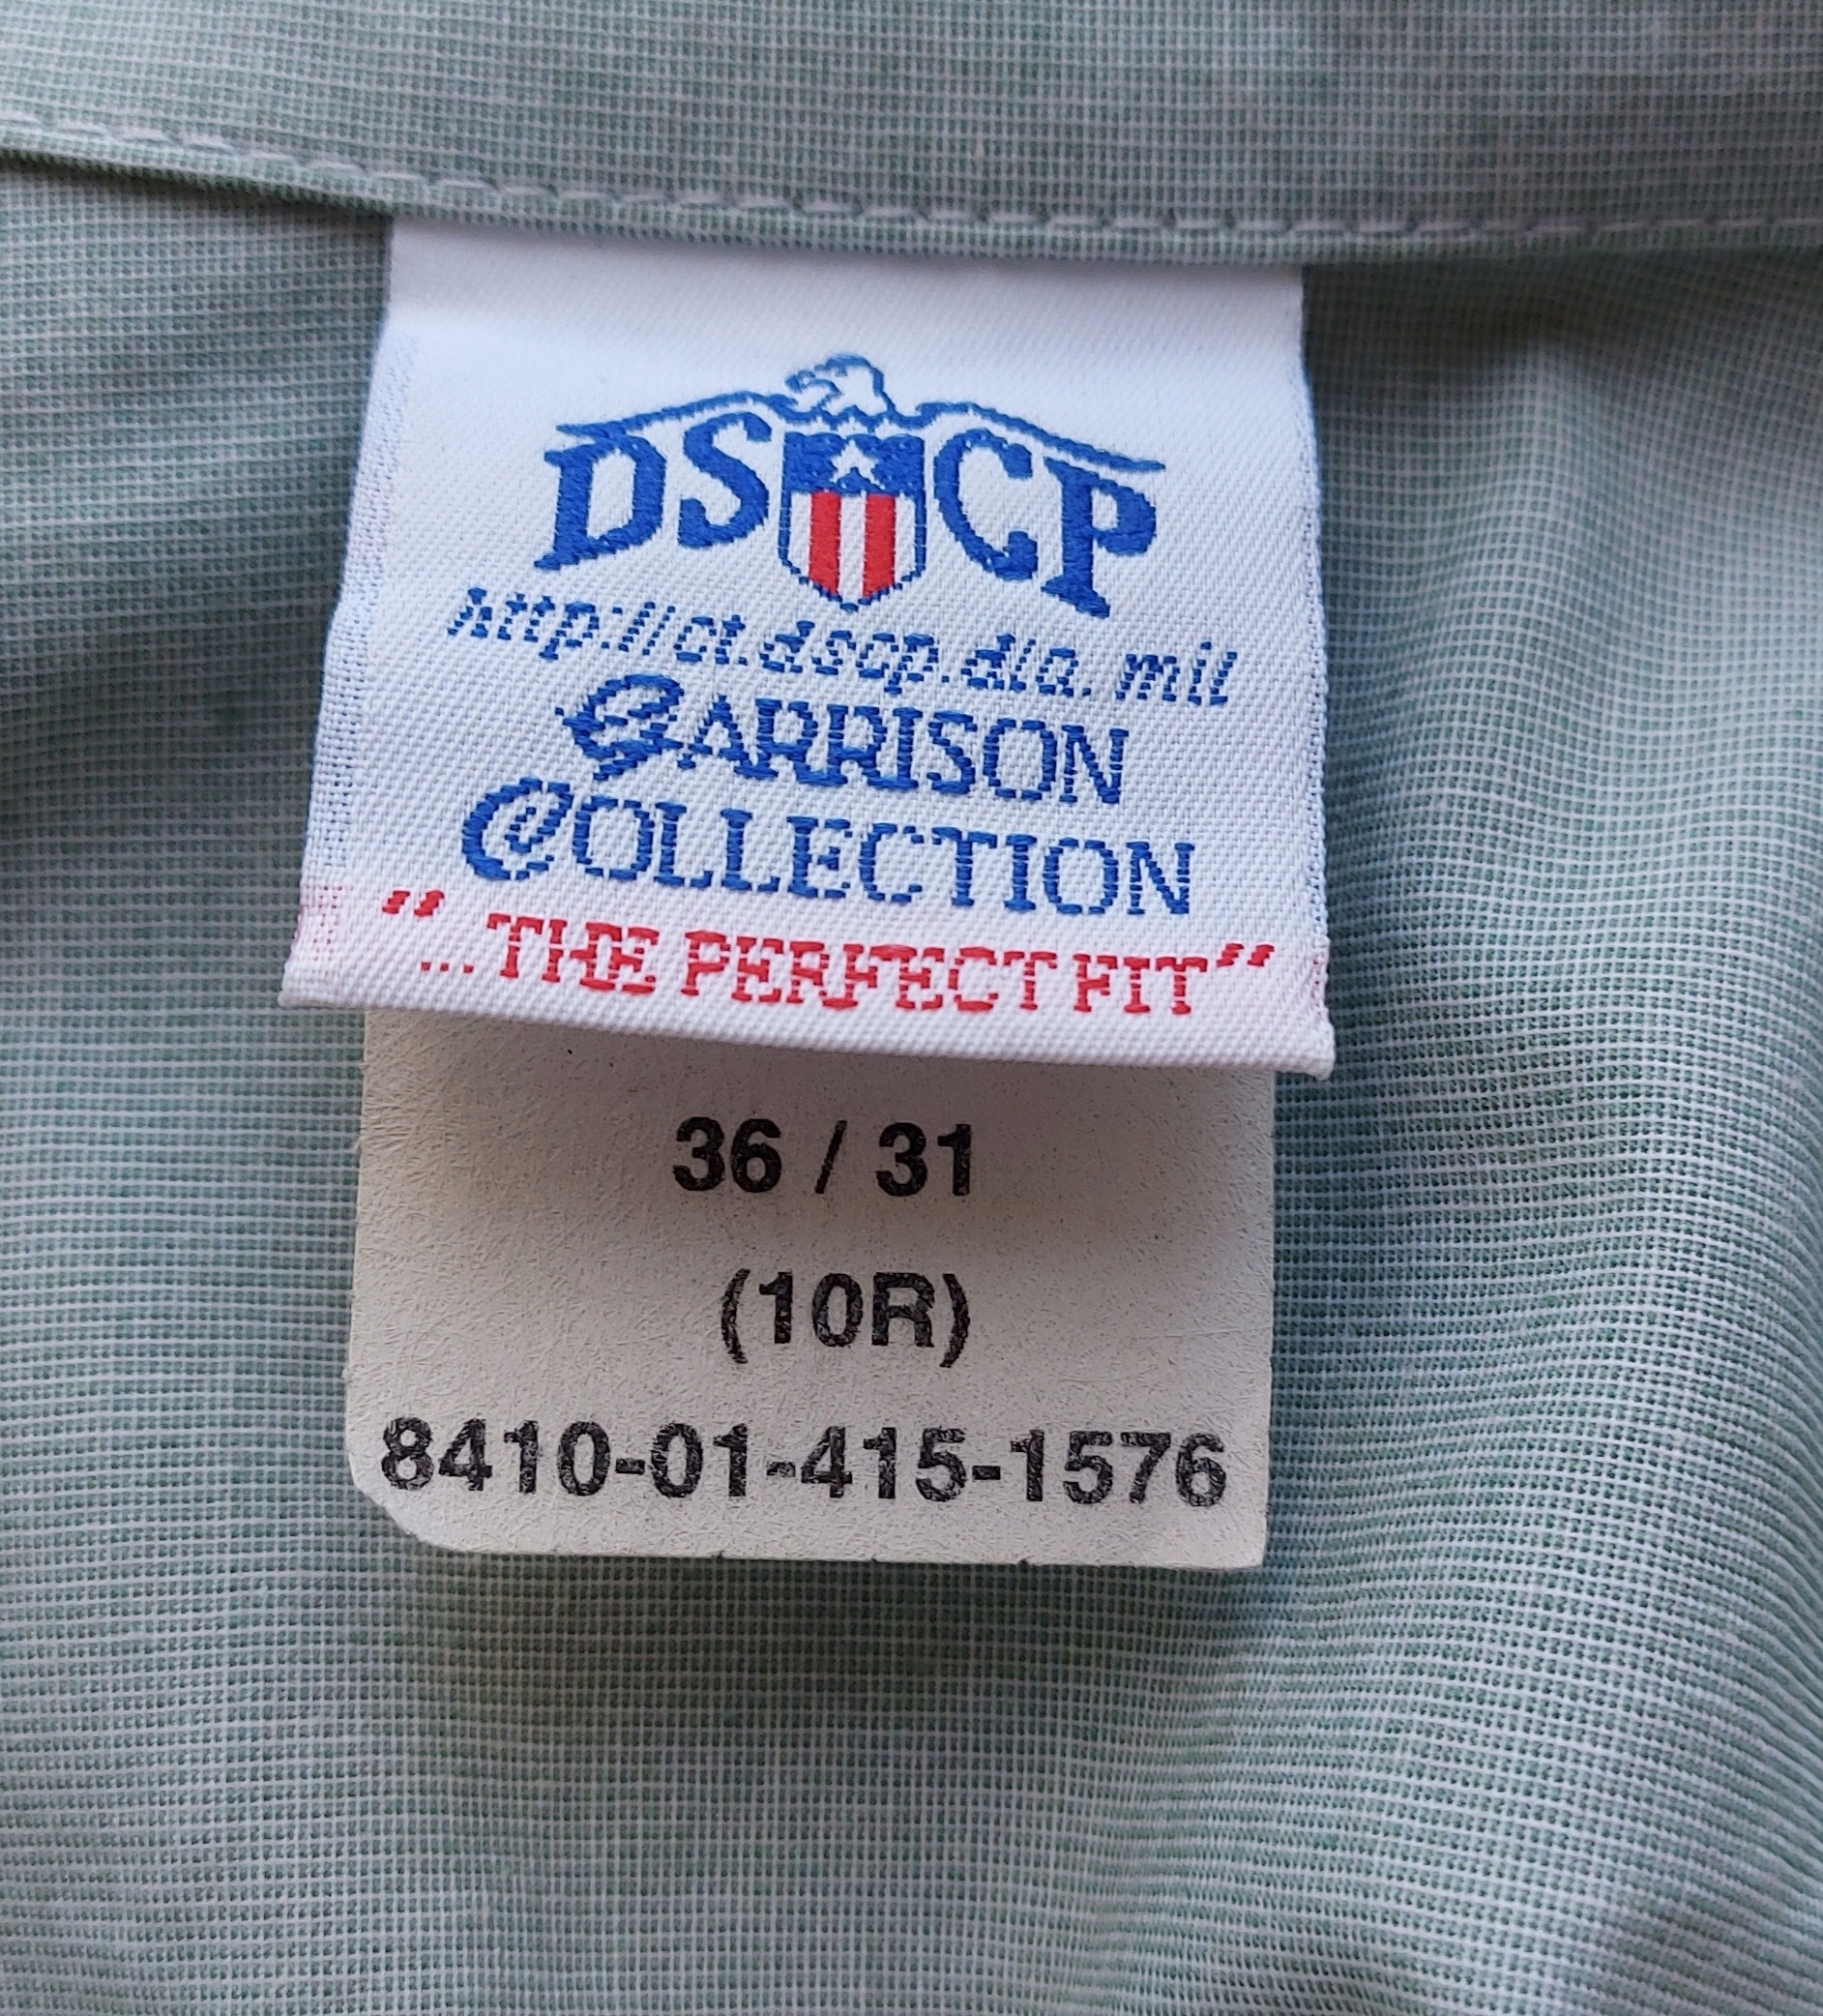 DSCP
http://ct.dscp.dla.mil
GARRISON
COLLECTION
"...THE PERFECT FIT"
36 / 31
(10R)
8410-01-415-1576